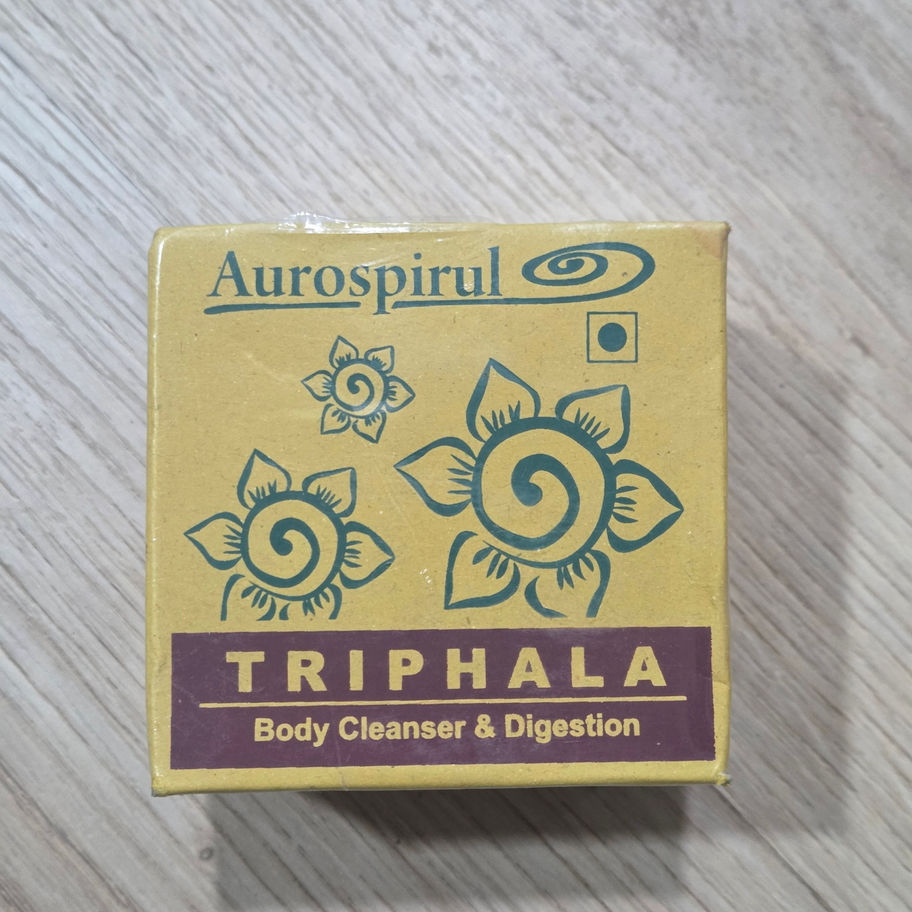 Aurospirul
TRIPHALA
Body Cleanser & Digestion